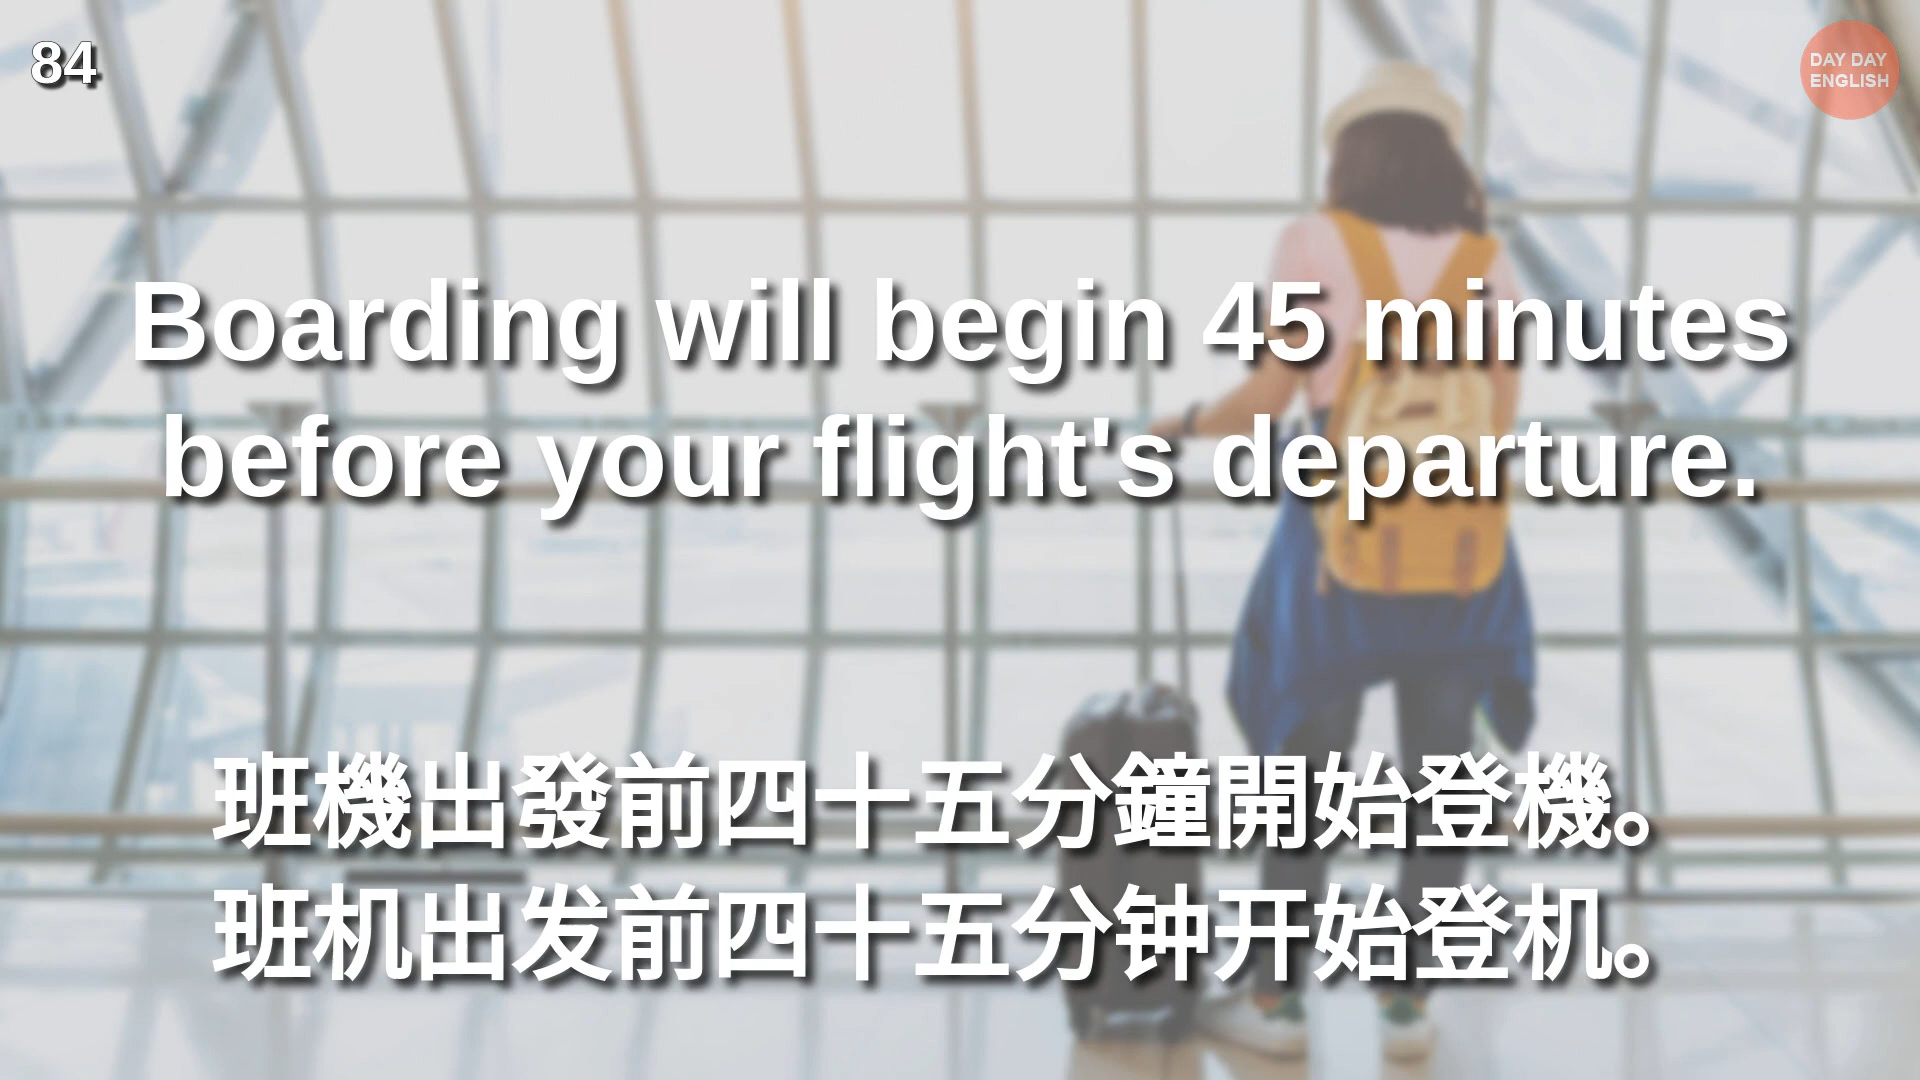 84
DAY DAY
ENGLISH
Boarding will begin 45 minutes
before your flight's departure.
班機出發前四十五分鐘開始登機。
班机出发前四十五分钟开始登机。